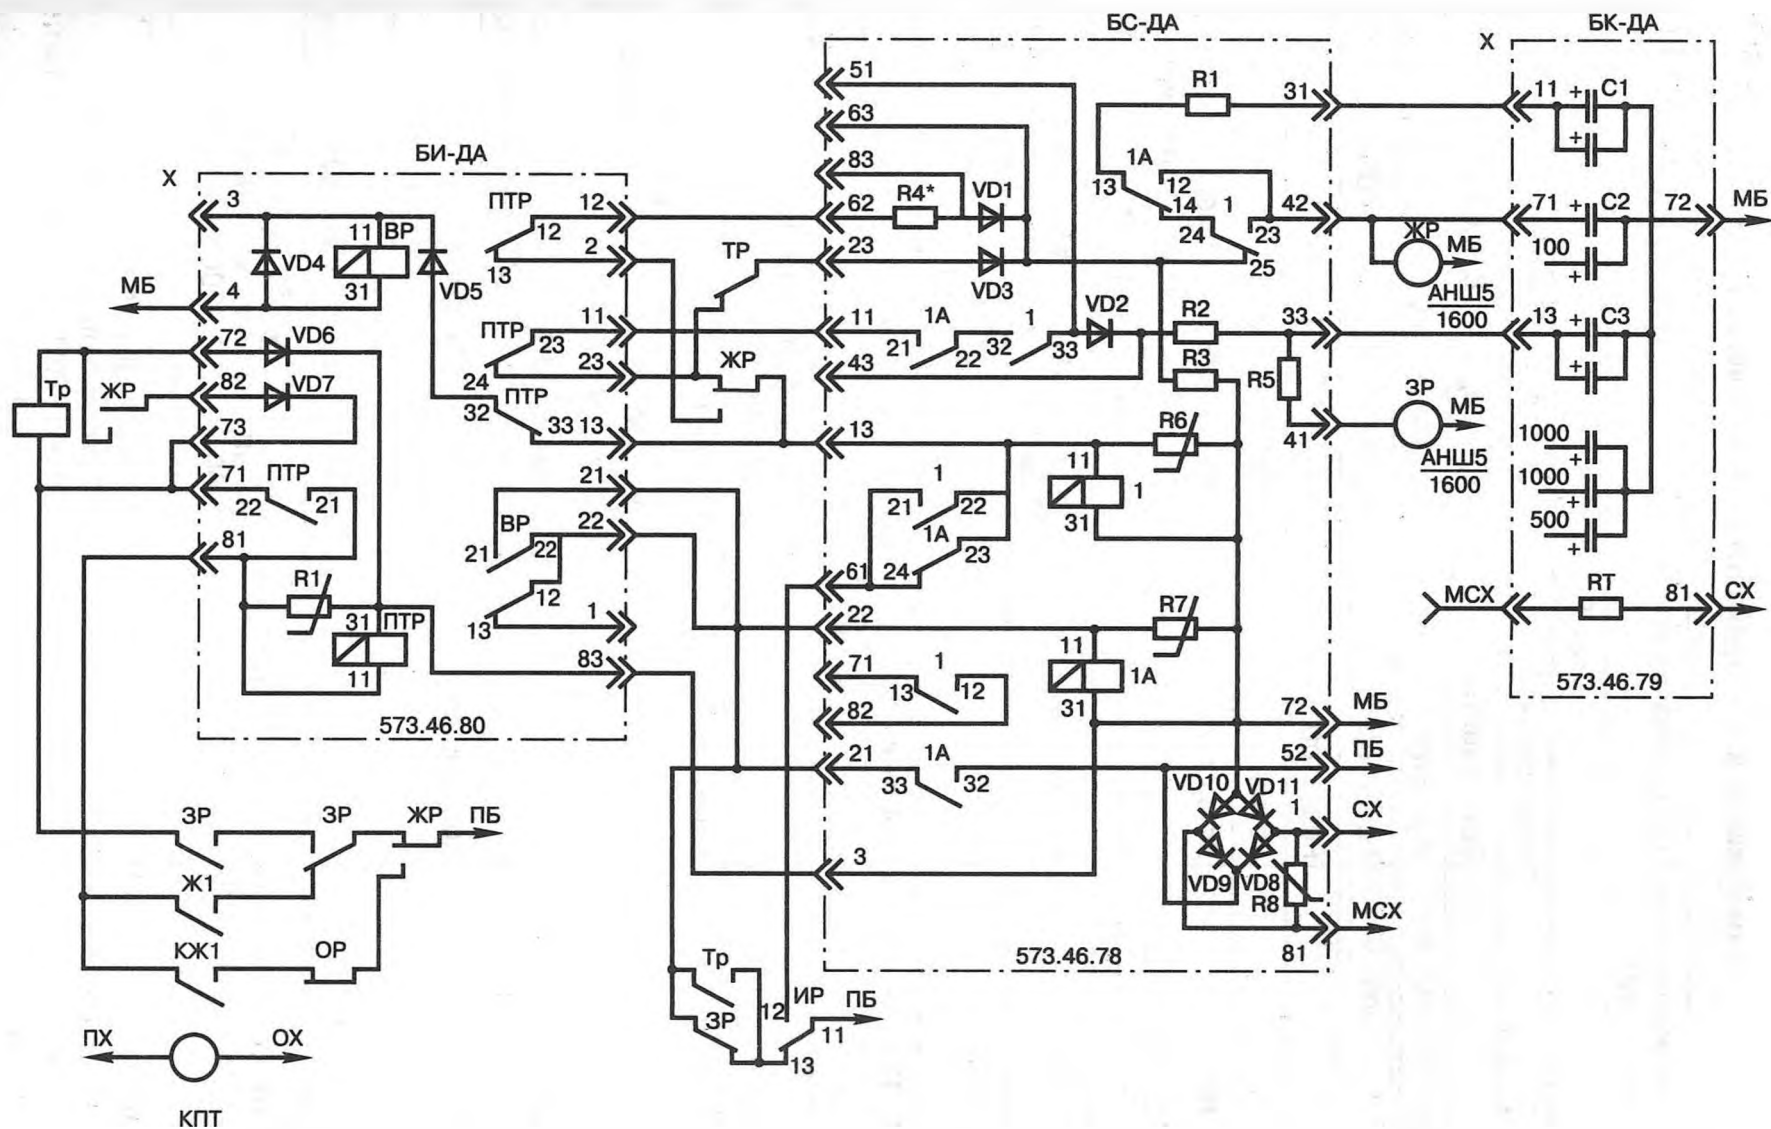 БС-ДА
БК-ДА
X
51
R1
31
11
+
C1
+
63
БИ-ДА
83
1А
X
3
ПТР
12
62
R4*
VD1
13
12
14
1
42
71
+
C2
72
МБ
11
ВР
12
2
23
24
23
ЖР
МБ
100
+
VD4
13
ТР
VD3
25
МБ
4
31
VD5
АНШ5
1600
72
VD6
ПТР
11
11
1А
1
VD2
R2
33
13
+
C3
23
21
22
32
33
R3
+
Тр
ЖР
82
VD7
24
23
ЖР
43
R5
ЗР
МБ
32
ПТР
73
33
13
13
R6
41
1000
+
АНШ5
1600
71
ПТР
21
11
1
1000
+
22
21
ВР
22
1
21
22
31
500
+
81
21
22
1А
23
R1
61
24
МСХ
RT
81
СХ
12
1
22
R7
31
ПТР
13
11
11
83
71
1
1А
573.46.79
13
12
31
573.46.80
82
72
МБ
21
1А
52
ПБ
33
32
VD10
VD11
ЗР
ЗР
ЖР
ПБ
1
СХ
Ж1
3
VD9
VD8
R8
МСХ
КЖ1
ОР
81
573.46.78
Тр
12
ИР
ПБ
ЗР
11
13
ПХ
ОХ
КПТ